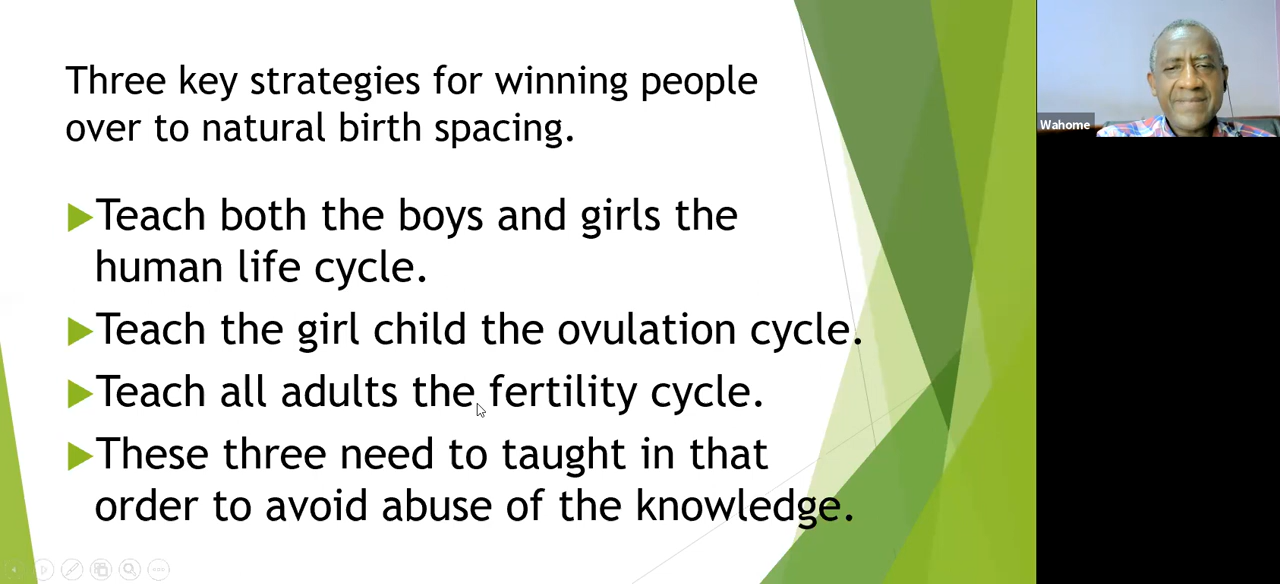 Three key strategies for winning people
over to natural birth spacing.
Teach both the boys and girls the
human life cycle.
Teach the girl child the ovulation cycle.
Teach all adults the fertility cycle.
These three need to taught in that
order to avoid abuse of the knowledge.
Wahome